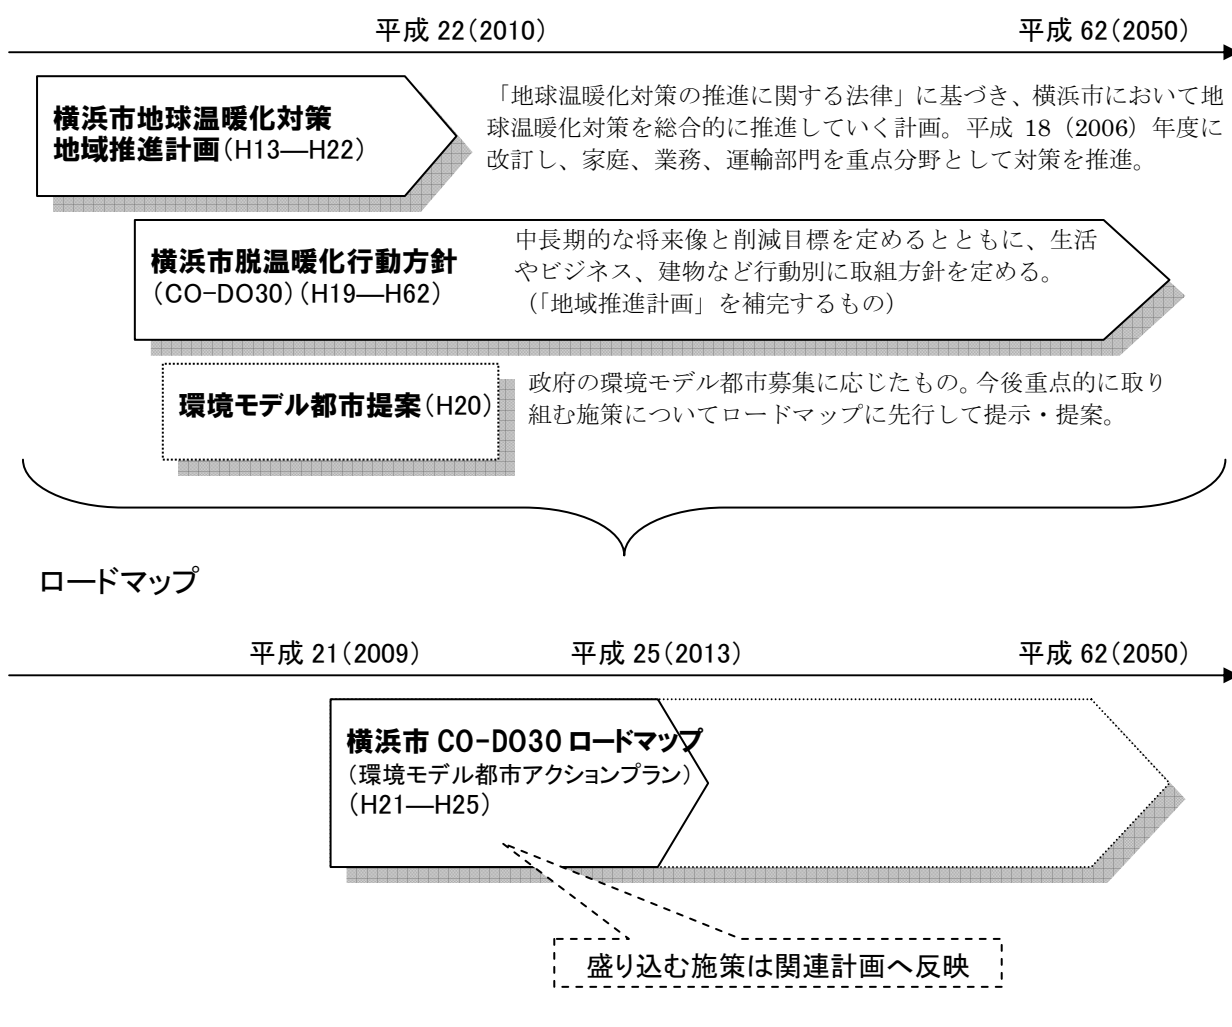 平成 22(2010)
平成 62(2050)
横浜市地球温暖化対策
地域推進計画(H13―H22)
「地球温暖化対策の推進に関する法律」に基づき、横浜市において地
球温暖化対策を総合的に推進していく計画。平成 18(2006)年度に
改訂し、家庭、業務、運輸部門を重点分野として対策を推進。
横浜市脱温暖化行動方針
(CO-DO30)(H19―H62)
中長期的な将来像と削減目標を定めるとともに、生活
やビジネス、建物など行動別に取組方針を定める。
(「地域推進計画」を補完するもの)
環境モデル都市提案(H20)
政府の環境モデル都市募集に応じたもの。今後重点的に取り
組む施策についてロードマップに先行して提示・提案。
ロードマップ
平成 21(2009)
平成 25(2013)
平成 62(2050)
横浜市 CO-DO30 ロードマップ
(環境モデル都市アクションプラン)
(H21―H25)
盛り込む施策は関連計画へ反映